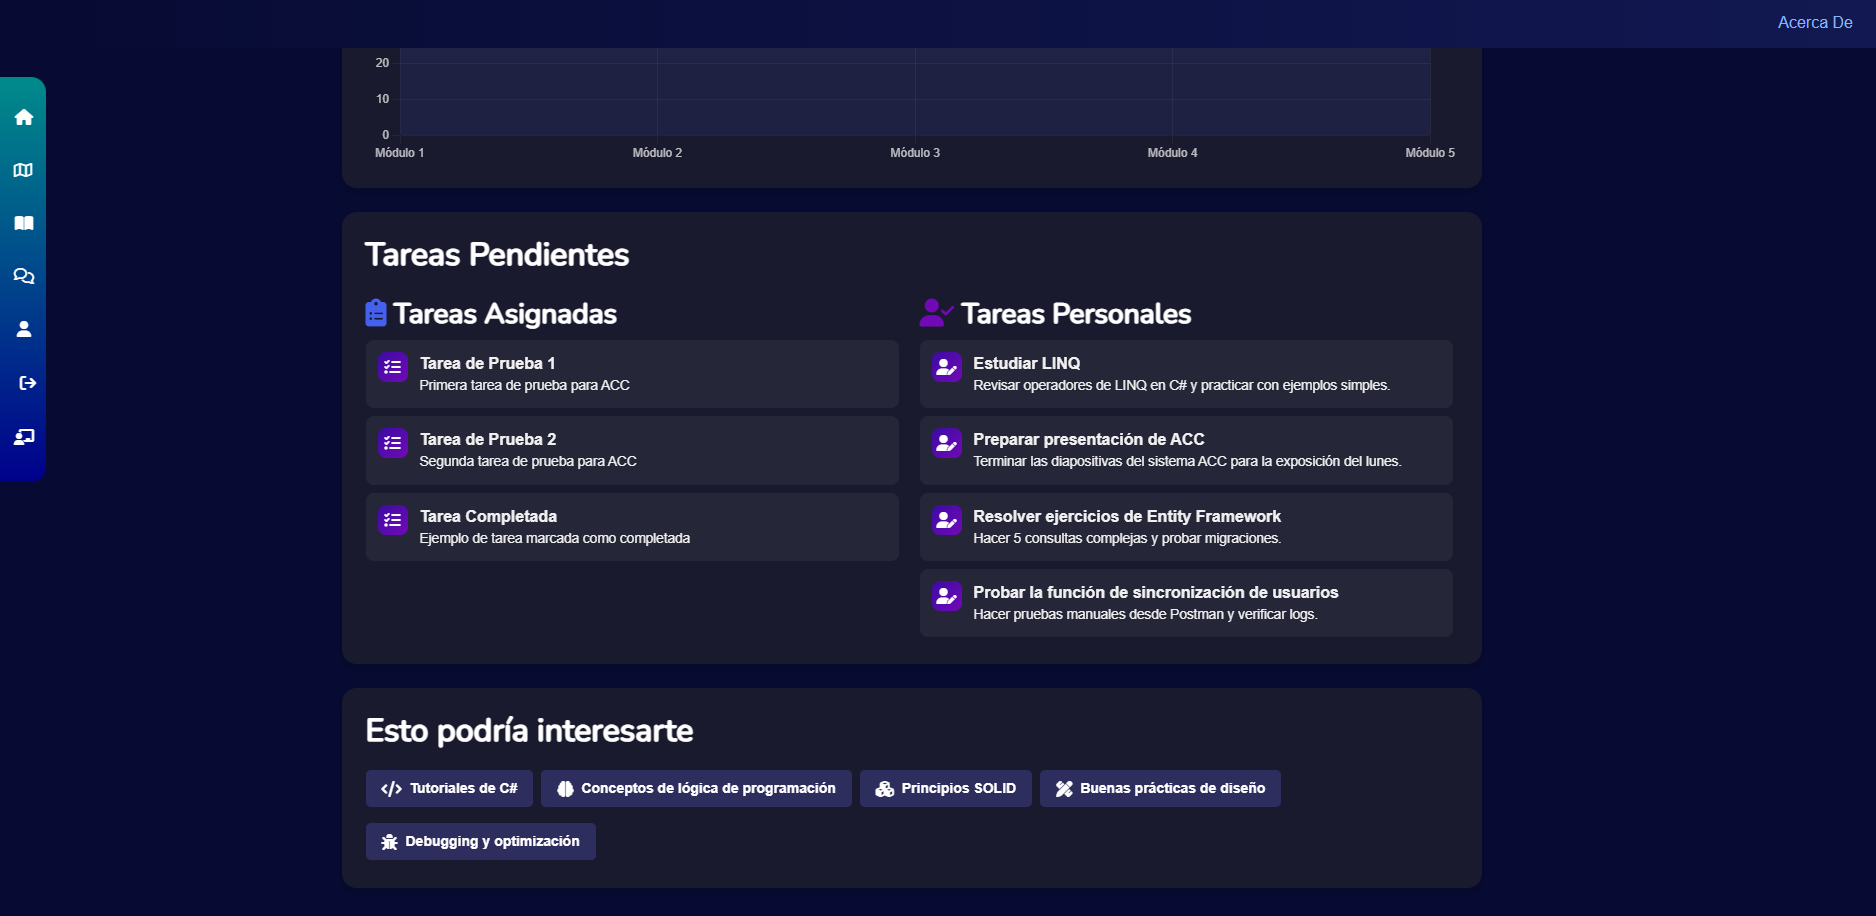 Acerca De
20
10
0
Módulo 1 Módulo 2 Módulo 3 Módulo 4 Módulo 5
Tareas Pendientes
Tareas Asignadas
Tarea de Prueba 1
Primera tarea de prueba para ACC
Tarea de Prueba 2
Segunda tarea de prueba para ACC
Tarea Completada
Ejemplo de tarea marcada como completada
Tareas Personales
Estudiar LINQ
Revisar operadores de LINQ en C# y practicar con ejemplos simples.
Preparar presentación de ACC
Terminar las diapositivas del sistema ACC para la exposición del lunes.
Resolver ejercicios de Entity Framework
Hacer 5 consultas complejas y probar migraciones.
Probar la función de sincronización de usuarios
Hacer pruebas manuales desde Postman y verificar logs.
Esto podría interesarte
Tutoriales de C# Conceptos de lógica de programación Principios SOLID Buenas prácticas de diseño
Debugging y optimización